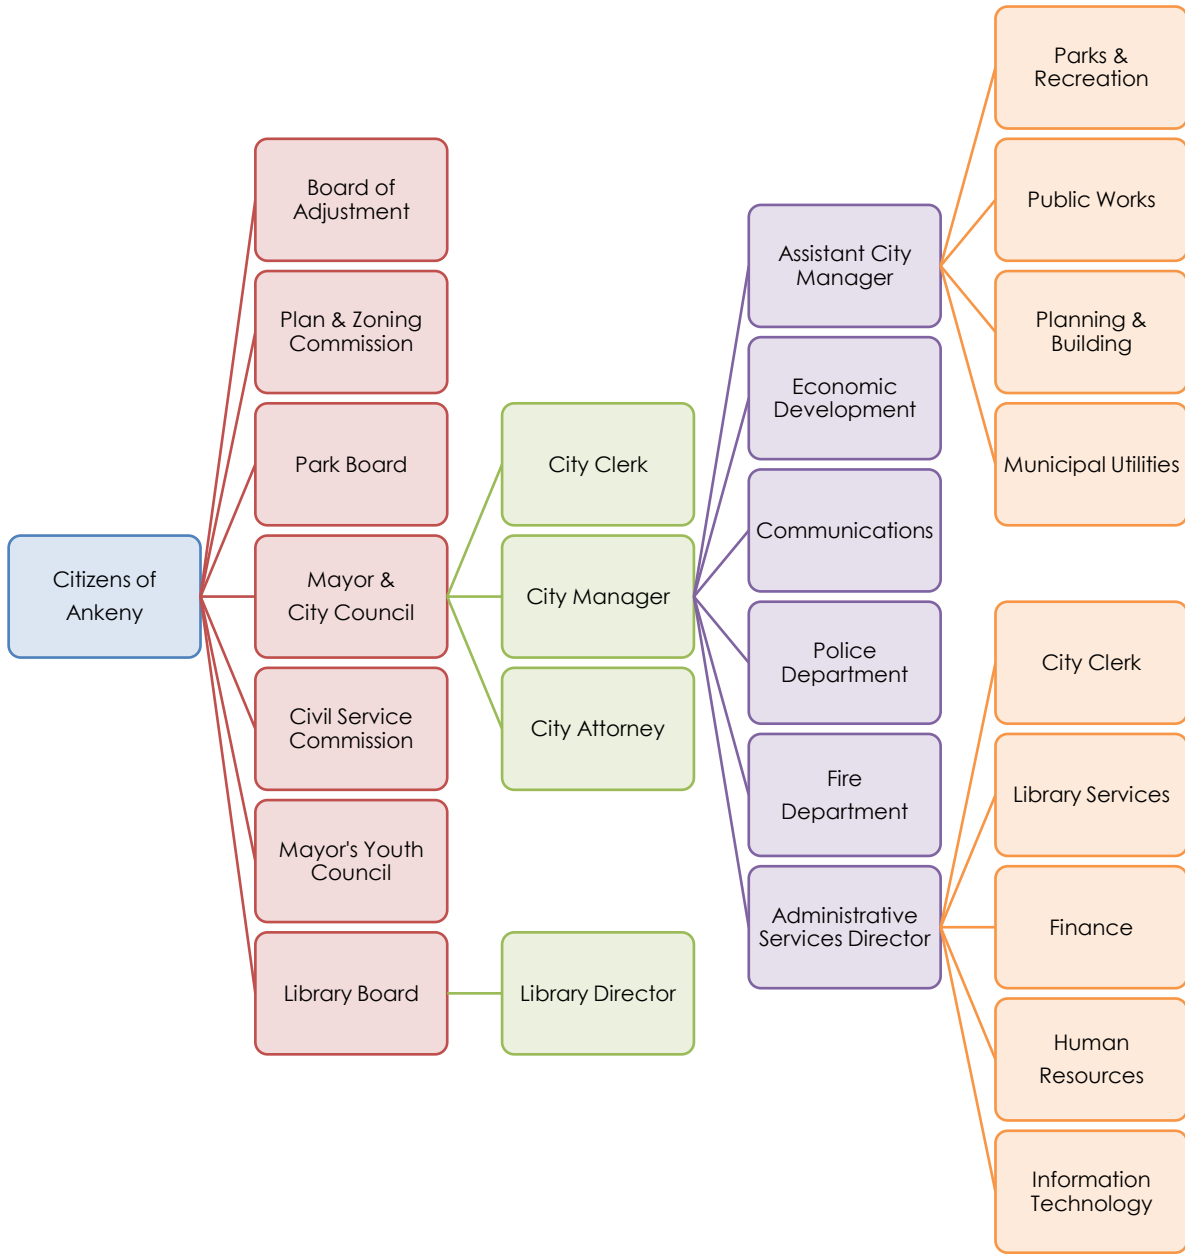 Citizens of
Ankeny
Board of
Adjustment
Plan & Zoning
Commission
Park Board
Mayor &
City Council
Civil Service
Commission
Mayor's Youth
Council
Library Board
City Clerk
City Manager
City Attorney
Library Director
Assistant City
Manager
Economic
Development
Communications
Police
Department
Fire
Department
Administrative
Services Director
Parks &
Recreation
Public Works
Planning &
Building
Municipal Utilities
City Clerk
Library Services
Finance
Human
Resources
Information
Technology